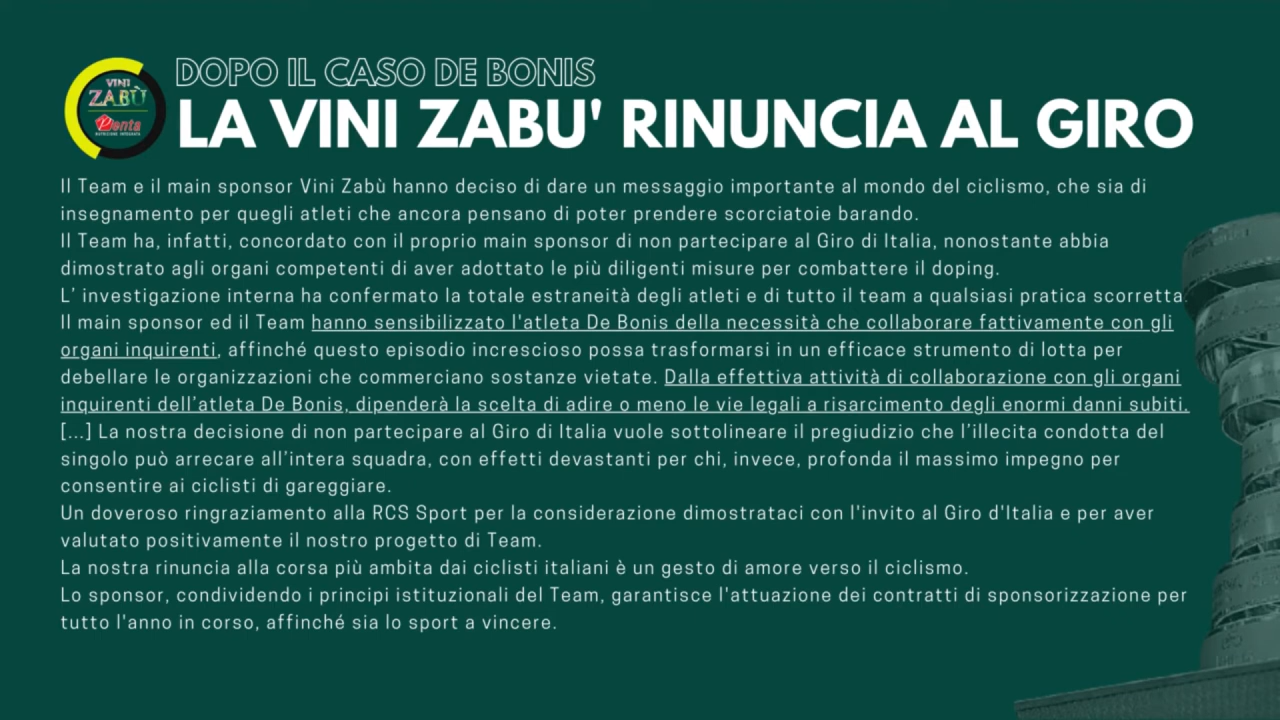 DOPO IL CASO DE BONIS
VINI
ZABÙ
LA VINI ZABU' RINUNCIA AL GIRO
Il Team e il main sponsor Vini Zabù hanno deciso di dare un messaggio importante al mondo del ciclismo, che sia di
insegnamento per quegli atleti che ancora pensano di poter prendere scorciatoie barando.
Il Team ha, infatti, concordato con il proprio main sponsor di non partecipare al Giro di Italia, nonostante abbia
dimostrato agli organi competenti di aver adottato le più diligenti misure per combattere il doping.
L' investigazione interna ha confermato la totale estraneità degli atleti e di tutto il team a qualsiasi pratica scorretta.
Il main sponsor ed il Team hanno sensibilizzato l'atleta De Bonis della necessità che collaborare fattivamente con gli
organi inquirenti, affinché questo episodio increscioso possa trasformarsi in un efficace strumento di lotta per
debellare le organizzazioni che commerciano sostanze vietate. Dalla effettiva attività di collaborazione con gli organi
inquirenti dell’atleta De Bonis, dipenderà la scelta di adire o meno le vie legali a risarcimento degli enormi danni subiti.
[...] La nostra decisione di non partecipare al Giro di Italia vuole sottolineare il pregiudizio che l’illecita condotta del
singolo può arrecare all’intera squadra, con effetti devastanti per chi, invece, profonda il massimo impegno per
consentire ai ciclisti di gareggiare.
Un doveroso ringraziamento alla RCS Sport per la considerazione dimostrataci con l'invito al Giro d'Italia e per aver
valutato positivamente il nostro progetto di Team.
La nostra rinuncia alla corsa più ambita dai ciclisti italiani è un gesto di amore verso il ciclismo.
Lo sponsor, condividendo i principi istituzionali del Team, garantisce l'attuazione dei contratti di sponsorizzazione per
tutto l'anno in corso, affinché sia lo sport a vincere.